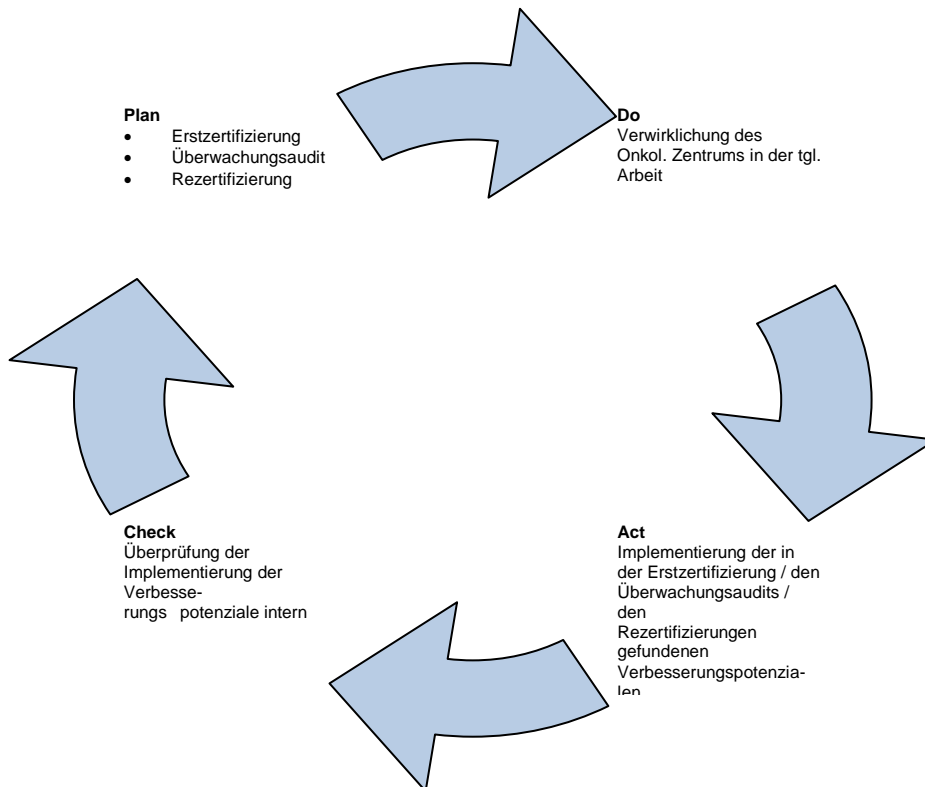 Plan
• Erstzertifizierung
• Überwachungsaudit
• Rezertifizierung
Do
Verwirklichung des
Onkol. Zentrums in der tgl.
Arbeit
Check
Überprüfung der
Implementierung der
Verbesse-
rungs potenziale intern
Act
Implementierung der in
der Erstzertifizierung / den
Überwachungsaudits /
den
Rezertifizierungen
gefundenen
Verbesserungspotenzia-
len